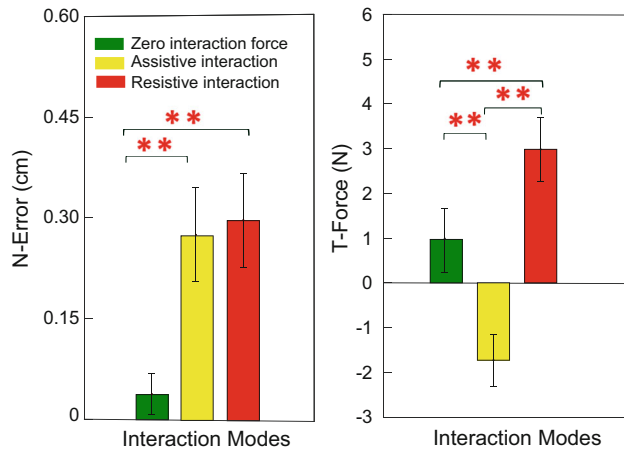 0.60
0.45
0.30
0.15
0
N-Error (cm)
Zero interaction force
Assistive interaction
Resistive interaction
**
**
Interaction Modes
6
5
4
3
2
1
0
-1
-2
-3
T-Force (N)
**
**
**
Interaction Modes